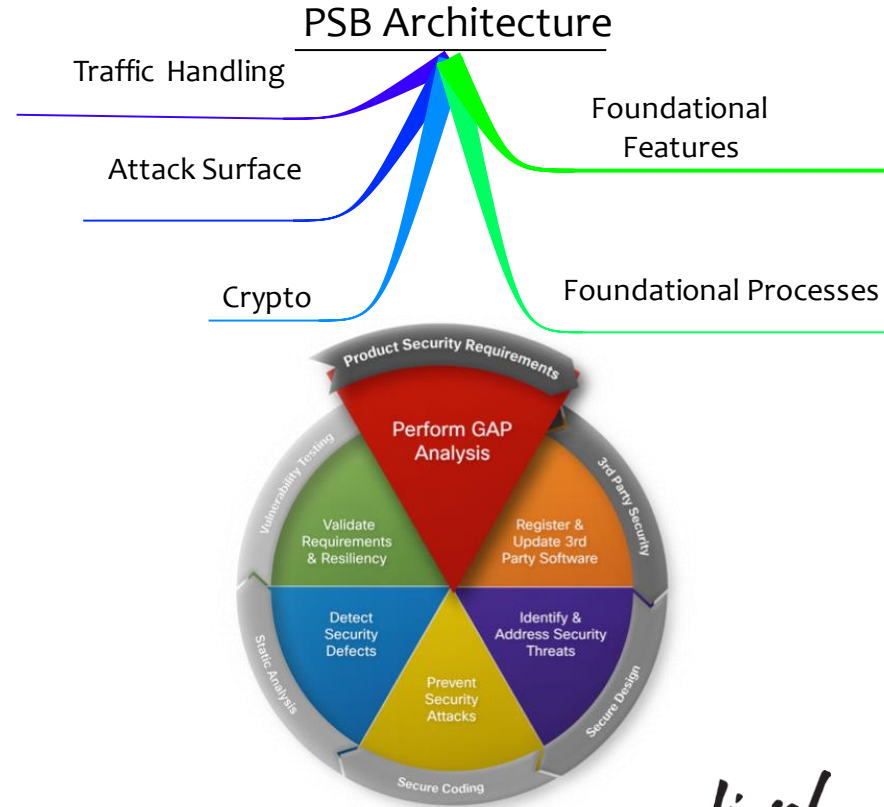 PSB Architecture
Traffic Handling
Foundational
Features
Attack Surface
Crypto
Foundational Processes
Product Security Requirements
Perform GAP
Analysis
3rd Party Security
Register &
Update 3rd
Party Software
Identify &
Address Security
Threats
Secure Design
Prevent
Security
Attacks
Secure Coding
Detect
Security
Defects
Static Analysis
Validate
Requirements
& Resiliency
Vulnerability Testing